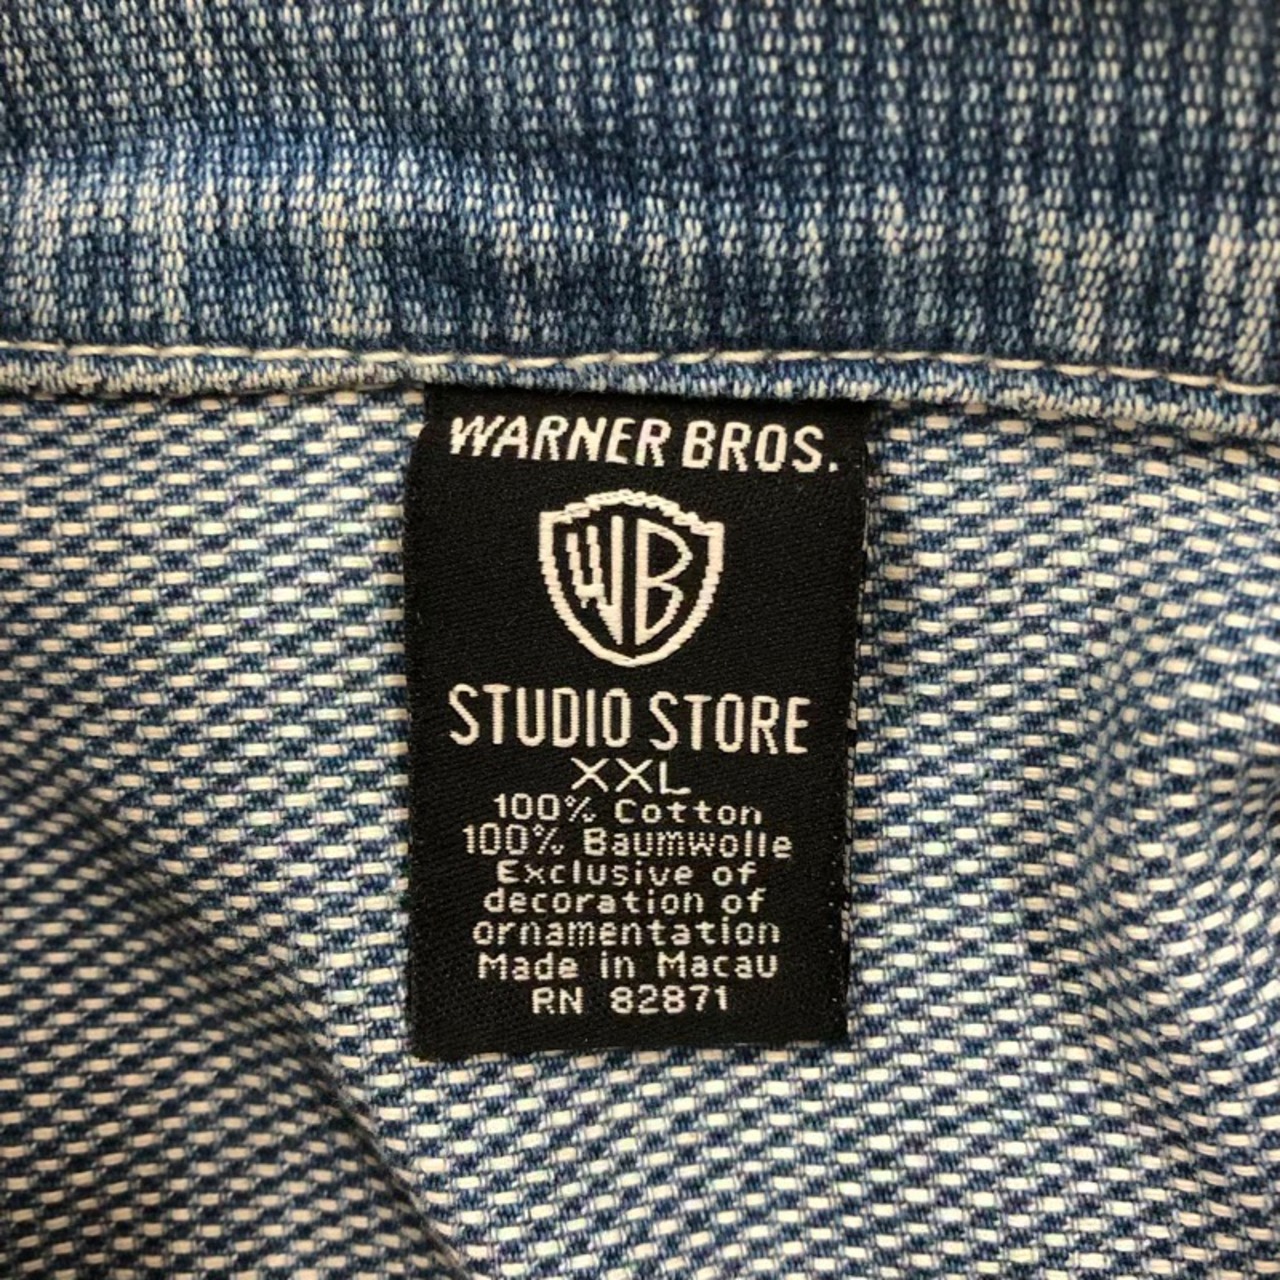 WARNER BROS.
WB
STUDIO STORE
XXL
100% Cotton
100% Baumwolle
Exclusive of
decoration of
ornamentation
Made in Macau
RN 82871